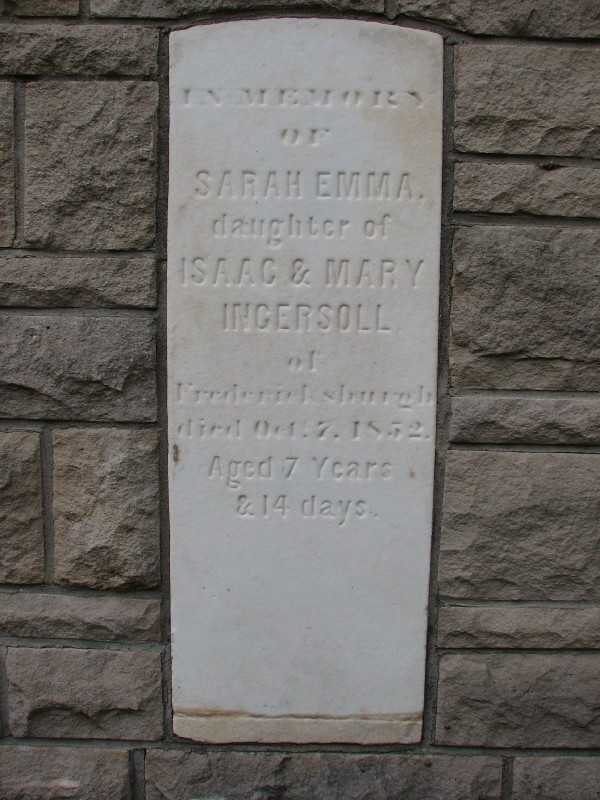 IN MEMORY
OF
SARAH EMMA.
daughter of
ISAAC & MARY
INGERSOLL
of
Fredericksburgh
died Oct. 7. 1852.
Aged 7 Years
& 14 days.